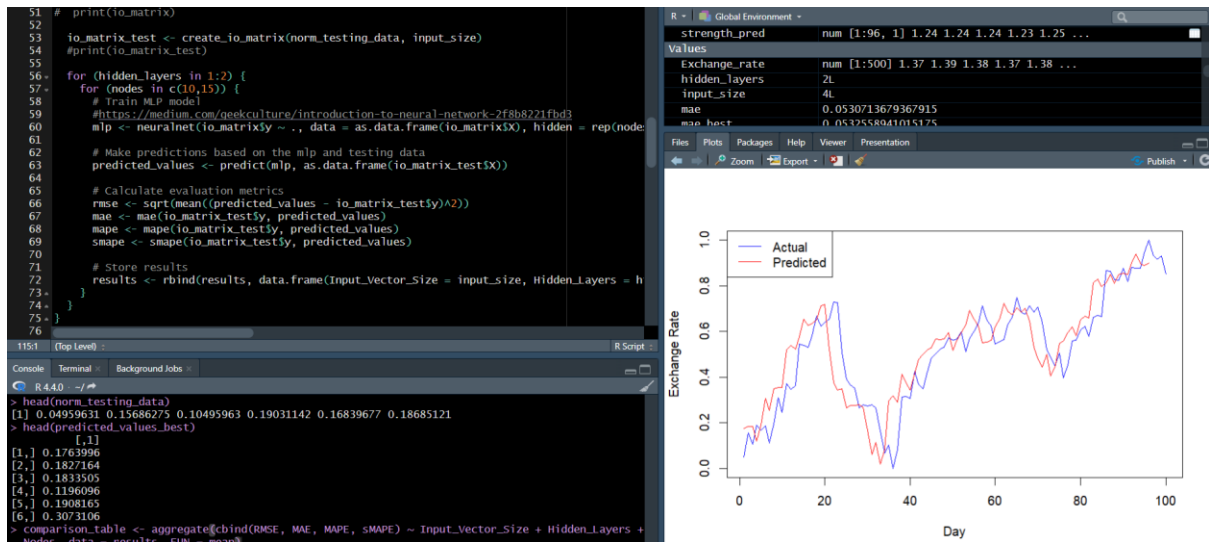 51 #  print(io_matrix)
52
53 io_matrix_test <- create_io_matrix(norm_testing_data, input_size)
54 #print(io_matrix_test)
55
56 for (hidden_layers in 1:2) {
57 for (nodes in c(10,15)) {
58 # Train MLP model
59 #https://medium.com/geekculture/introduction-to-neural-network-2f8b8221fbd3
60 mlp <- neuralnet(io_matrix$y ~ ., data = as.data.frame(io_matrix$X), hidden = rep(node
61
62 # Make predictions based on the mlp and testing data
63 predicted_values <- predict(mlp, as.data.frame(io_matrix_test$X))
64
65 # Calculate evaluation metrics
66 rmse <- sqrt(mean((predicted_values - io_matrix_test$y)^2))
67 mae <- mae(io_matrix_test$y, predicted_values)
68 mape <- mape(io_matrix_test$y, predicted_values)
69 smape <- smape(io_matrix_test$y, predicted_values)
70
71 # Store results
72 results <- rbind(results, data.frame(Input_Vector_Size = input_size, Hidden_Layers = h
73 }
74 }
75 }
76
115:1 (Top Level) R Script
Console Terminal Background Jobs
R 4.4.0 · ~/
> head(norm_testing_data)
[1] 0.04959631 0.15686275 0.10495963 0.19031142 0.16839677 0.18685121
> head(predicted_values_best)
[,1]
[1,] 0.1763996
[2,] 0.1827164
[3,] 0.1833505
[4,] 0.1196096
[5,] 0.1908165
[6,] 0.3073106
> comparison_table <- aggregate(cbind(RMSE, MAE, MAPE, sMAPE) ~ Input_Vector_Size + Hidden_Layers +
Nodes, data = results, FUN = mean)
R Global Environment
strength_pred num [1:96, 1] 1.24 1.24 1.24 1.23 1.25 ...
Values
Exchange_rate num [1:500] 1.37 1.39 1.38 1.37 1.38 ...
hidden_layers 2L
input_size 4L
mae 0.0530713679367915
mae_best 0.0532558941015175
Files Plots Packages Help Viewer Presentation
Zoom Export Publish
Actual
Predicted
Exchange Rate
1.0
0.8
0.6
0.4
0.2
0.0
0 20 40 60 80 100
Day